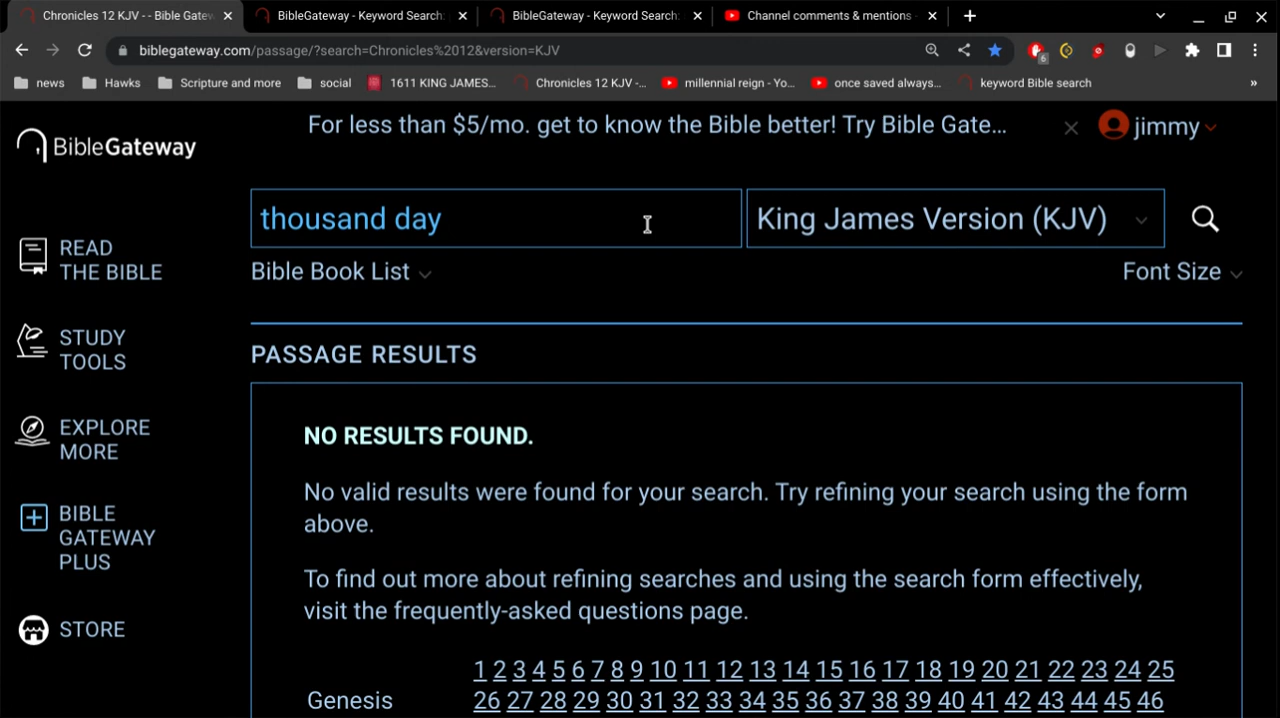 Chronicles 12 KJV - - Bible Gatew
BibleGateway - Keyword Search:
BibleGateway - Keyword Search:
Channel comments & mentions -
biblegateway.com/passage/?search=Chronicles%2012&version=KJV
6
news
Hawks
Scripture and more
social
1611 KING JAMES...
Chronicles 12 KJV -...
millennial reign - Yo...
once saved always...
keyword Bible search
»
For less than $5/mo. get to know the Bible better! Try Bible Gate...
jimmy
BibleGateway
thousand day
King James Version (KJV)
Bible Book List
Font Size
READ
THE BIBLE
STUDY
TOOLS
EXPLORE
MORE
BIBLE
GATEWAY
PLUS
STORE
PASSAGE RESULTS
NO RESULTS FOUND.
No valid results were found for your search. Try refining your search using the form
above.
To find out more about refining searches and using the search form effectively,
visit the frequently-asked questions page.
1 2 3 4 5 6 7 8 9 10 11 12 13 14 15 16 17 18 19 20 21 22 23 24 25
Genesis 26 27 28 29 30 31 32 33 34 35 36 37 38 39 40 41 42 43 44 45 46